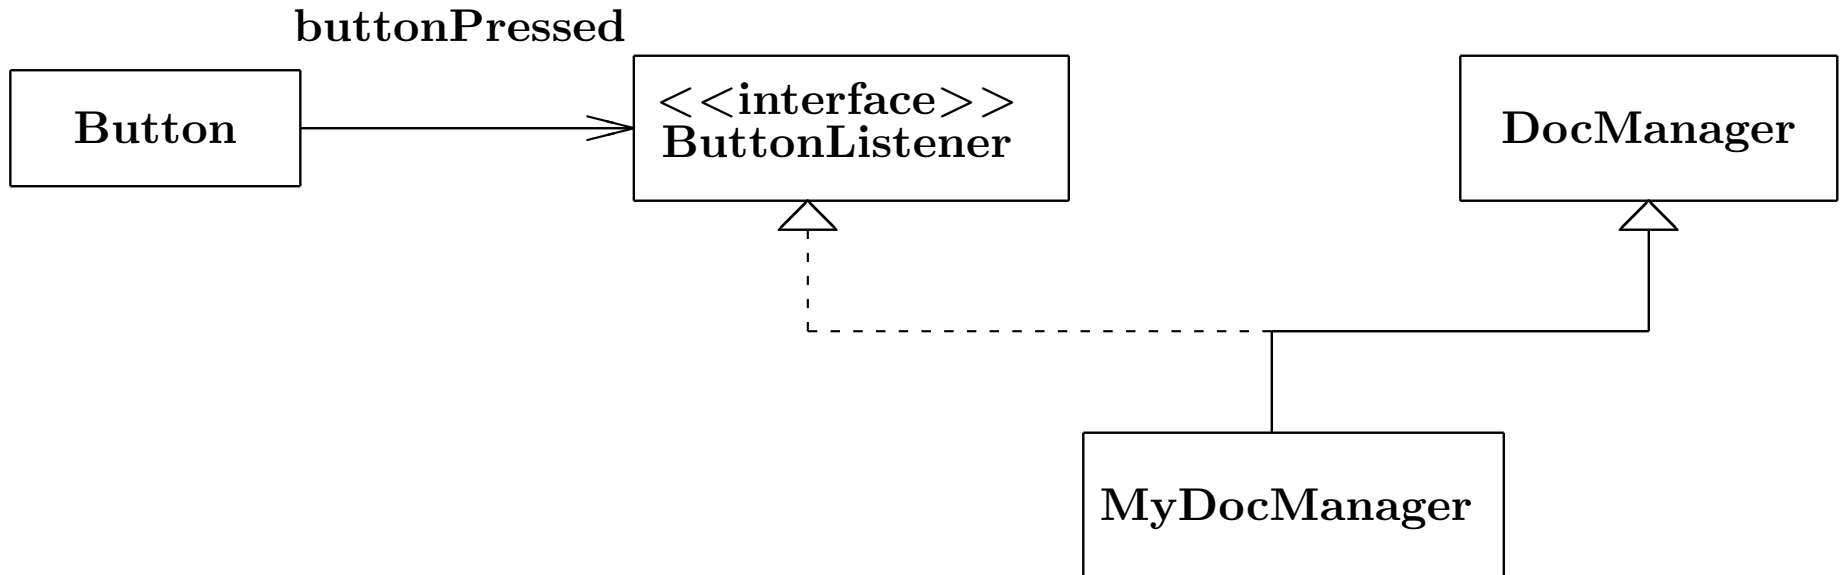 buttonPressed
Button
<<interface>>
ButtonListener
DocManager
MyDocManager